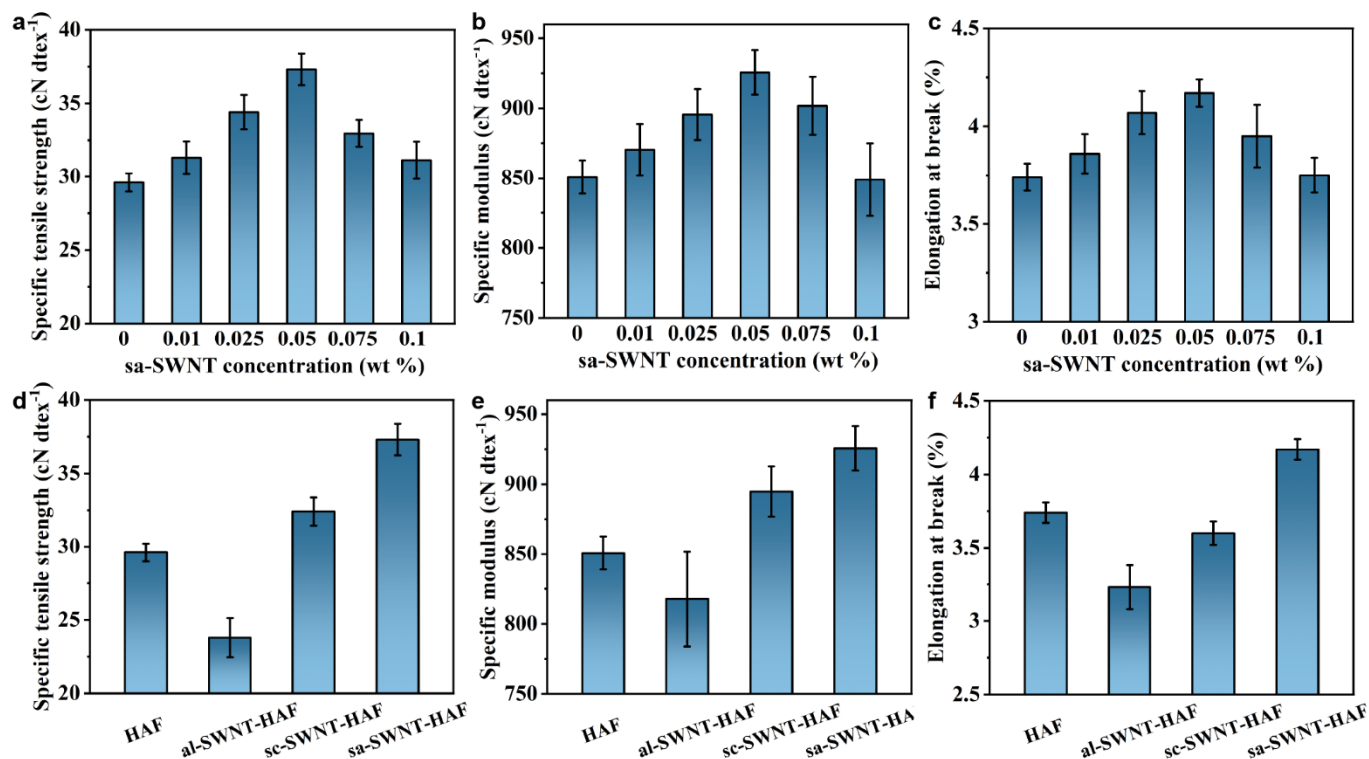 a
Specific tensile strength (cN dtex⁻¹)
40
35
30
25
20
0 0.01 0.025 0.05 0.075 0.1
sa-SWNT concentration (wt %)
b
Specific modulus (cN dtex⁻¹)
950
900
850
800
750
0 0.01 0.025 0.05 0.075 0.1
sa-SWNT concentration (wt %)
c
Elongation at break (%)
4.5
4
3.5
3
0 0.01 0.025 0.05 0.075 0.1
sa-SWNT concentration (wt %)
d
Specific tensile strength (cN dtex⁻¹)
40
35
30
25
20
HAF
al-SWNT-HAF
sc-SWNT-HAF
sa-SWNT-HAF
e
Specific modulus (cN dtex⁻¹)
950
900
850
800
750
HAF
al-SWNT-HAF
sc-SWNT-HAF
sa-SWNT-HA
f
Elongation at break (%)
4.5
4
3.5
3
2.5
HAF
al-SWNT-HAF
sc-SWNT-HAF
sa-SWNT-HAF